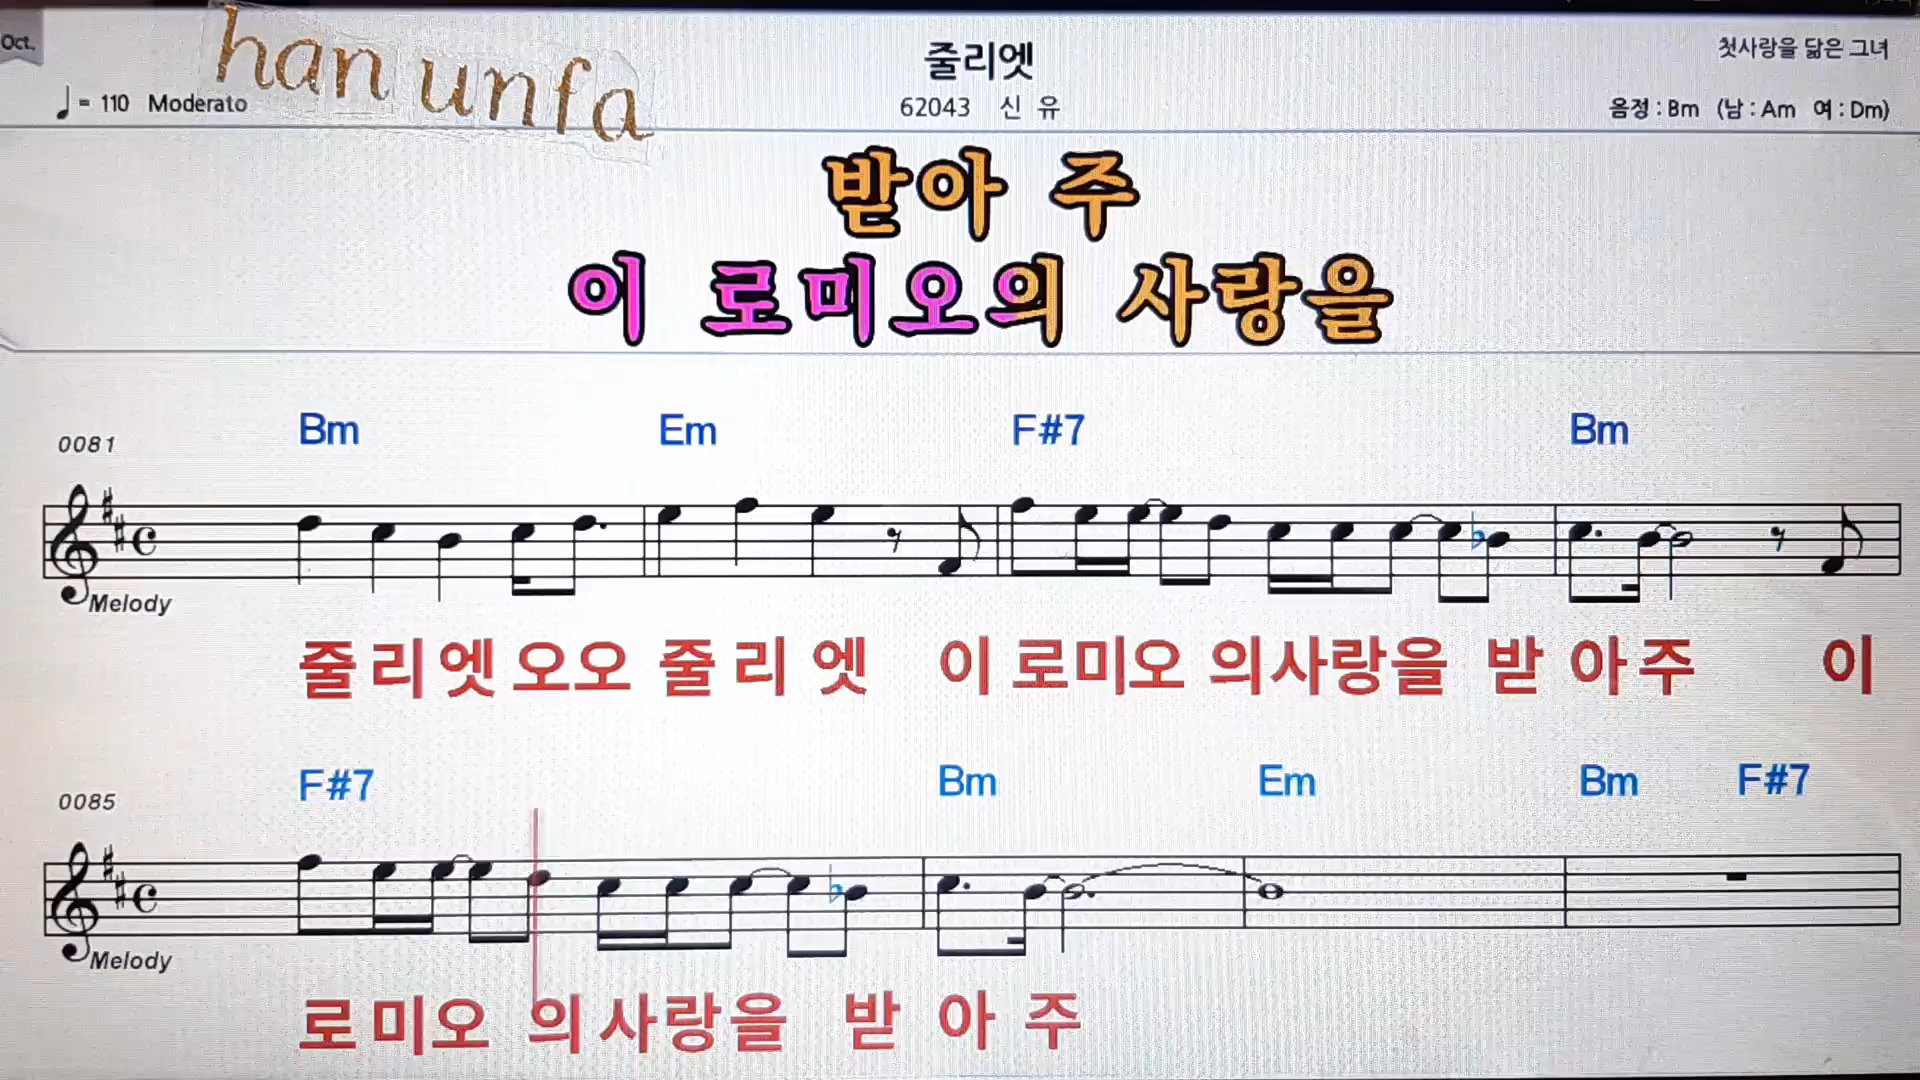 Oct.
han unfa
줄리엣
첫사랑을 닮은 그녀
♩= 110 Moderato
62043 신 유
음정 : Bm (남 : Am 여 : Dm)
받아 주
이 로미오의 사랑을
0081
Bm Em F#7 Bm
Melody
줄리엣오오 줄리엣 이로미오 의사랑을 받 아주 이
0085
F#7 Bm Em Bm F#7
Melody
로미오 의사랑을 받 아 주